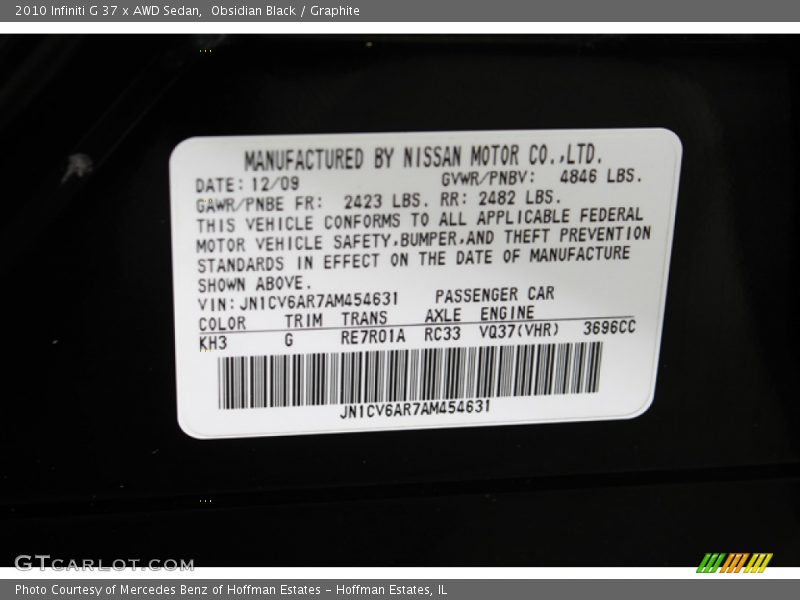 2010 Infiniti G 37 x AWD Sedan,  Obsidian Black / Graphite
MANUFACTURED BY NISSAN MOTOR CO.,LTD.
DATE: 12/09 GVWR/PNBV: 4846 LBS.
GAWR/PNBE FR: 2423 LBS. RR: 2482 LBS.
THIS VEHICLE CONFORMS TO ALL APPLICABLE FEDERAL
MOTOR VEHICLE SAFETY,BUMPER,AND THEFT PREVENTION
STANDARDS IN EFFECT ON THE DATE OF MANUFACTURE
SHOWN ABOVE.
VIN: JN1CV6AR7AM454631 PASSENGER CAR
COLOR TRIM TRANS AXLE ENGINE
KH3 G RE7R01A RC33 VQ37(VHR) 3696CC
JN1CV6AR7AM454631
GTCARLOT.COM
Photo Courtesy of Mercedes Benz of Hoffman Estates - Hoffman Estates, IL